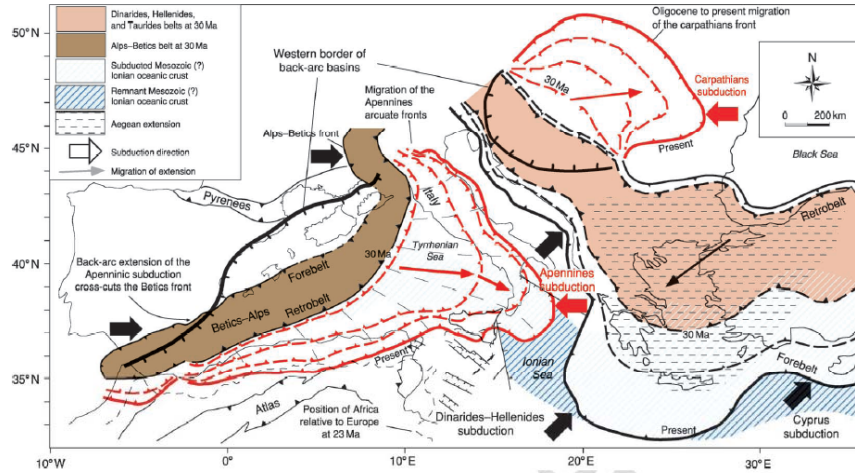 Dinarides, Hellenides,
and Taurides belts at 30 Ma
Alps–Betics belt at 30 Ma
Subducted Mesozoic (?)
Ionian oceanic crust
Remnant Mesozoic (?)
Ionian oceanic crust
Aegean extension
Subduction direction
Migration of extension
Western border of
back-arc basins
Oligocene to present migration
of the carpathians front
N
0 200 km
30 Ma
Carpathians
subduction
Present
Black Sea
Migration of the
Apennines
arcuate fronts
Alps–Betics front
Pyrenees
Italy
Retrobelt
Back-arc extension of the
Apenninic subduction
cross-cuts the Betics front
Forebelt
30 Ma
Tyrrhenian
Sea
Apennines
subduction
Betics–Alps
Retrobelt
30 Ma
Present
Ionian
Sea
Forebelt
Atlas
Position of Africa
relative to Europe
at 23 Ma
Dinarides–Hellenides
subduction
Present
Cyprus
subduction
50°N
45°N
40°N
35°N
10°W
0°
10°E
20°E
30°E